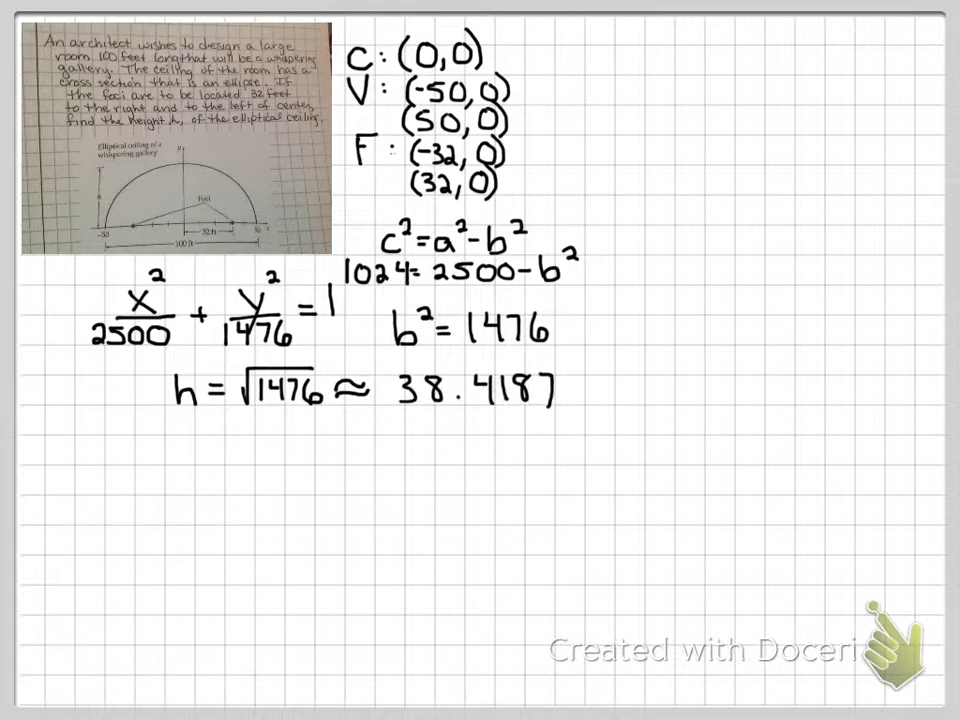 An architect wishes to design a large
room 100 feet long that will be a whispering
gallery. The ceiling of the room has a
cross section that is an ellipse. If
the foci are to be located 32 feet
to the right and to the left of center,
find the height, h, of the elliptical ceiling.
Elliptical ceiling of a
whispering gallery
y
h
Foci
-50
32 ft
50
x
100 ft
C: (0,0)
V: (-50,0)
(50,0)
F: (-32,0)
(32,0)
c²=a²-b²
1024=2500-b²
x²/2500 + y²/1476 = 1
b²=1476
h=√1476 ≈ 38.4187
Created with Doceri